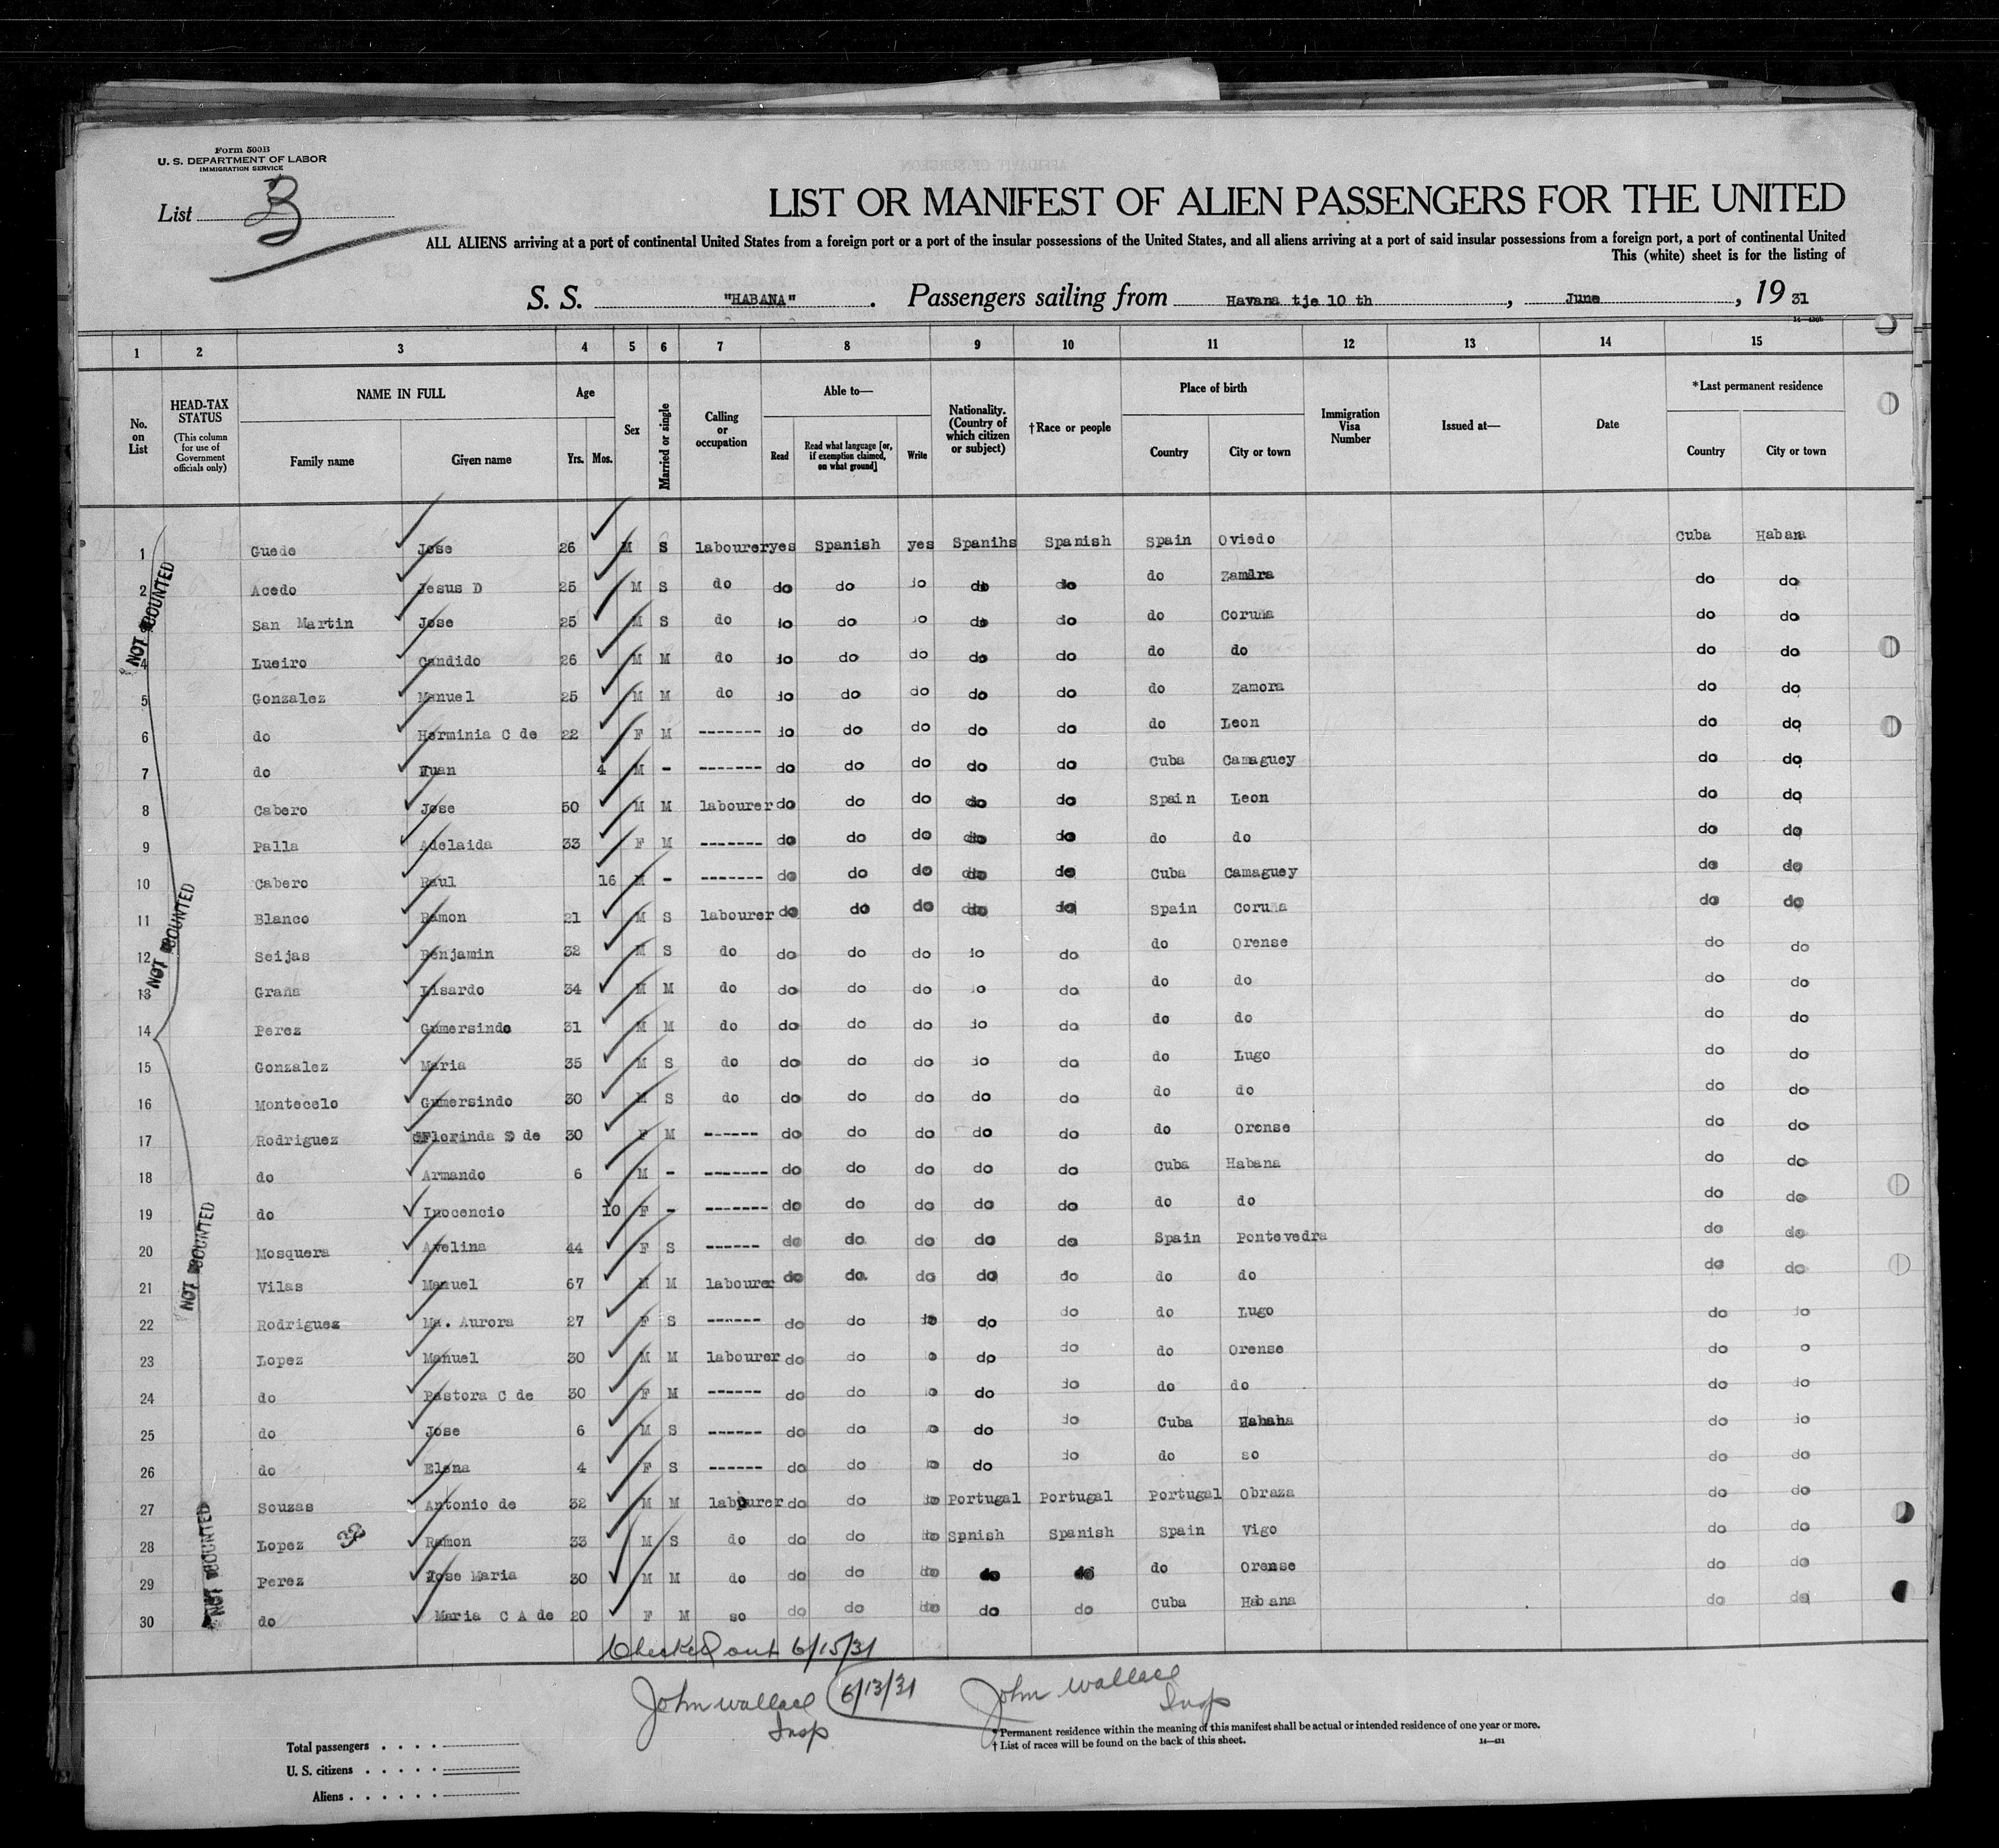 Form 500B
U. S. DEPARTMENT OF LABOR
IMMIGRATION SERVICE
List 3
LIST OR MANIFEST OF ALIEN PASSENGERS FOR THE UNITED
ALL ALIENS arriving at a port of continental United States from a foreign port or a port of the insular possessions of the United States, and all aliens arriving at a port of said insular possessions from a foreign port, a port of continental United
This (white) sheet is for the listing of
S. S. "HABANA" . Passengers sailing from Havana tje 10 th , June , 19 31
1 2 3 4 5 6 7 8 9 10 11 12 13 14 15
No. on List
HEAD-TAX STATUS (This column for use of Government officials only)
NAME IN FULL
Family name Given name
Age
Yrs. Mos.
Sex
Married or single
Calling or occupation
Able to—
Read Read what language [or, if exemption claimed, on what ground] Write
Nationality. (Country of which citizen or subject)
†Race or people
Place of birth
Country City or town
Immigration Visa Number
Issued at—
Date
*Last permanent residence
Country City or town
1 Guede Jose 26 M S labourer yes Spanish yes Spanihs Spanish Spain Oviedo Cuba Habana
2 Acedo Jesus D 25 M S do do do do do do do do do
San Martin Jose 25 M S do do do do do do do Coruña do do
4 Lueiro Candido 26 M M do do do do do do do do do do
5 Gonzalez Manuel 25 M M do do do do do do do Zamora do do
6 do Herminia C de 22 F M ------- do do do do do do Leon do do
7 do Juan 4 M - ------- do do do do do Cuba Camaguey do do
8 Cabero Jose 50 M M labourer do do do do do Spain Leon do do
9 Palla Adelaida 33 F M ------- do do do do do do do do do
10 Cabero Raul 16 M - ------- do do do do do Cuba Camaguey do do
11 Blanco Ramon 21 M S labourer do do do do do Spain Coruña do do
12 Seijas Benjamin 32 M S do do do do do do do Orense do do
13 Graña Lisardo 34 M M do do do do do do do do do do
14 Perez Gumersindo 31 M M do do do do do do do do do do
15 Gonzalez Maria 35 M S do do do do do do do Lugo do do
16 Montecelo Gumersindo 30 M S do do do do do do do do do do
17 Rodriguez Florinda S de 30 F M ------ do do do do do do Orense do do
18 do Armando 6 M - ------- do do do do do Cuba Habana do do
19 do Inocencio 10 F - ------- do do do do do do do do do
20 Mosquera Avelina 44 F S ------ do do do do do Spain Pontevedra do do
21 Vilas Manuel 67 M M labourer do do do do do do do do do
22 Rodriguez Ma. Aurora 27 F S ------ do do do do do do Lugo do do
23 Lopez Manuel 30 M M labourer do do o do do do Orense do o
24 do Pastora C de 30 F M ------ do do do do do do do do do
25 do Jose 6 M S ------ do do do do do Cuba Habana do do
26 do Elena 4 F S ------ do do do do do do so do do
27 Souzas Antonio de 32 M M labourer do do do Portugal Portugal Portugal Obraza do do
28 Lopez 32 Ramon 33 M S do do do do Spnish Spanish Spain Vigo do do
29 Perez Jose Maria 30 M M do do do do do do do Orense do do
30 do Maria C A de 20 F M so do do do do do Cuba Habana do do
NOT COUNTED
NOT COUNTED
NOT COUNTED
NOT COUNTED
Checked out 6/15/31
John Wallace Insp 6/13/31 John Wallace Insp
* Permanent residence within the meaning of this manifest shall be actual or intended residence of one year or more.
† List of races will be found on the back of this sheet. 14—431
Total passengers . . . .
U. S. citizens . . . . .
Aliens . . . . . .